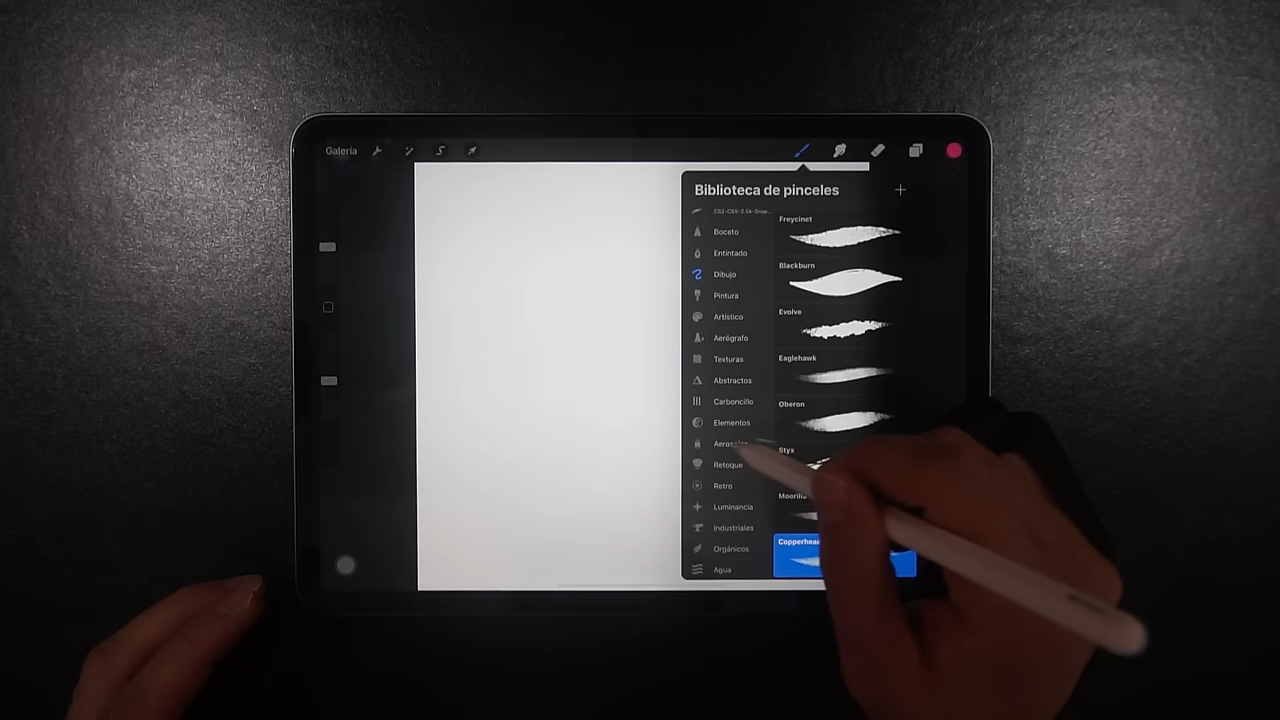 Galería
Biblioteca de pinceles
Boceto
Entintado
Dibujo
Pintura
Artístico
Aerógrafo
Texturas
Abstractos
Carboncillo
Elementos
Retoque
Retro
Luminancia
Industriales
Orgánicos
Agua
Freycinet
Blackburn
Evolve
Eaglehawk
Oberon
Styx